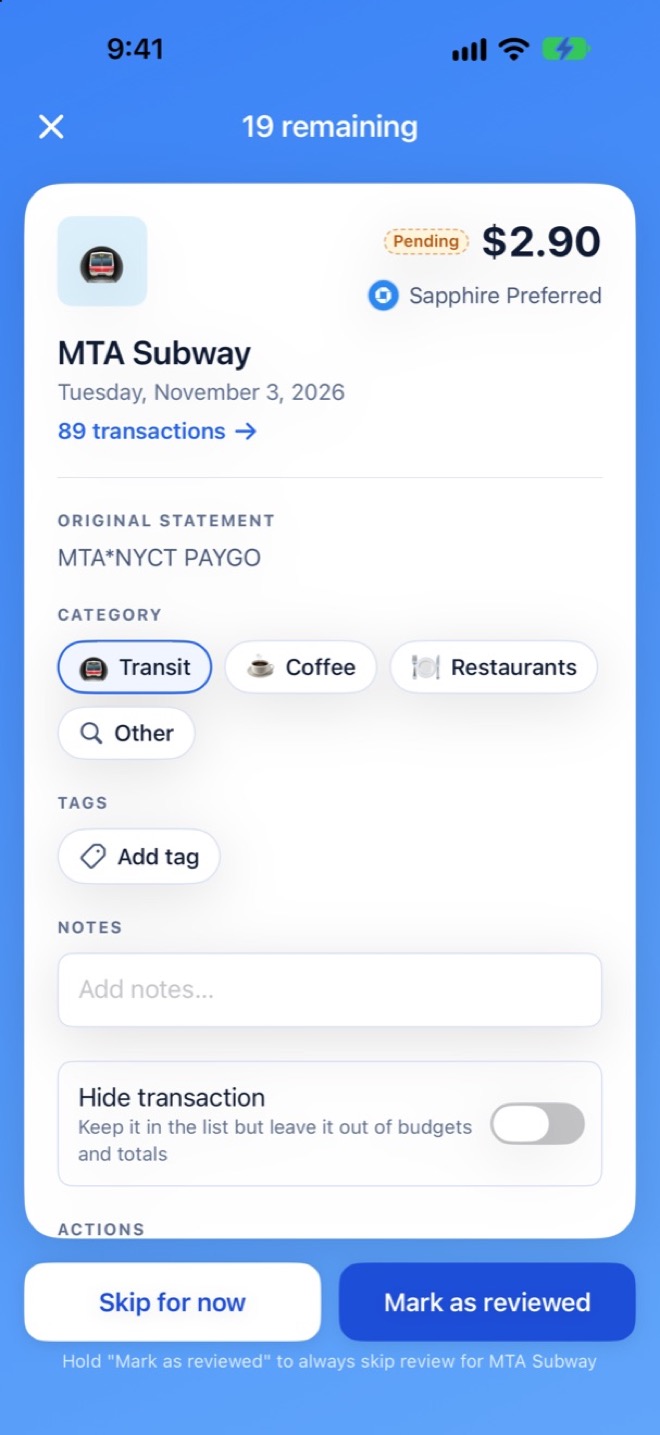 9:41
19 remaining
Pending $2.90
Sapphire Preferred
MTA Subway
Tuesday, November 3, 2026
89 transactions →
ORIGINAL STATEMENT
MTA*NYCT PAYGO
CATEGORY
Transit Coffee Restaurants
Other
TAGS
Add tag
NOTES
Add notes...
Hide transaction
Keep it in the list but leave it out of budgets
and totals
ACTIONS
Skip for now Mark as reviewed
Hold "Mark as reviewed" to always skip review for MTA Subway